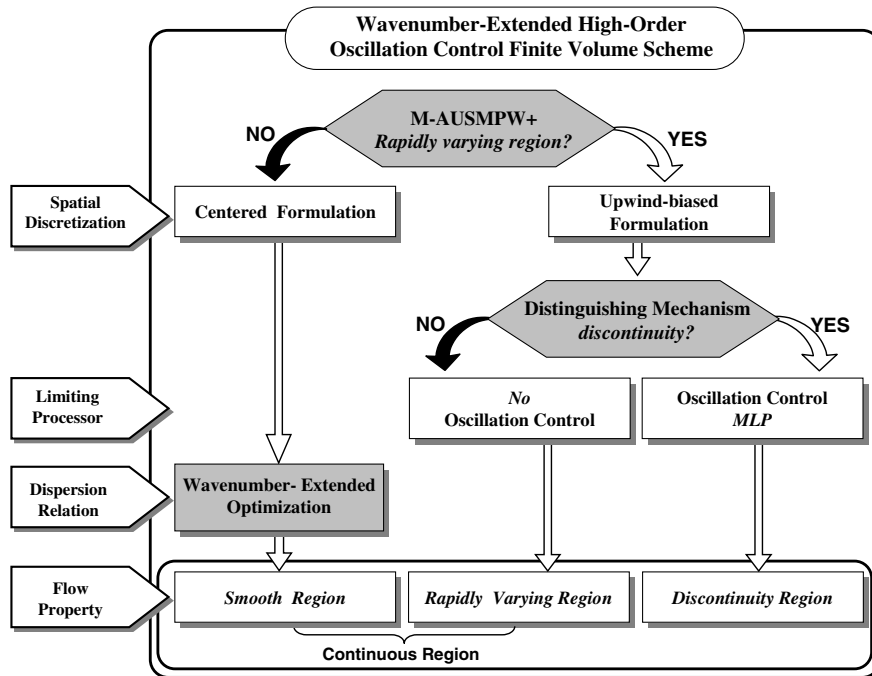 Wavenumber-Extended High-Order
Oscillation Control Finite Volume Scheme
M-AUSMPW+
Rapidly varying region?
NO
YES
Spatial
Discretization
Centered Formulation
Upwind-biased
Formulation
Distinguishing Mechanism
discontinuity?
NO
YES
Limiting
Processor
No
Oscillation Control
Oscillation Control
MLP
Dispersion
Relation
Wavenumber- Extended
Optimization
Flow
Property
Smooth Region
Rapidly Varying Region
Discontinuity Region
Continuous Region